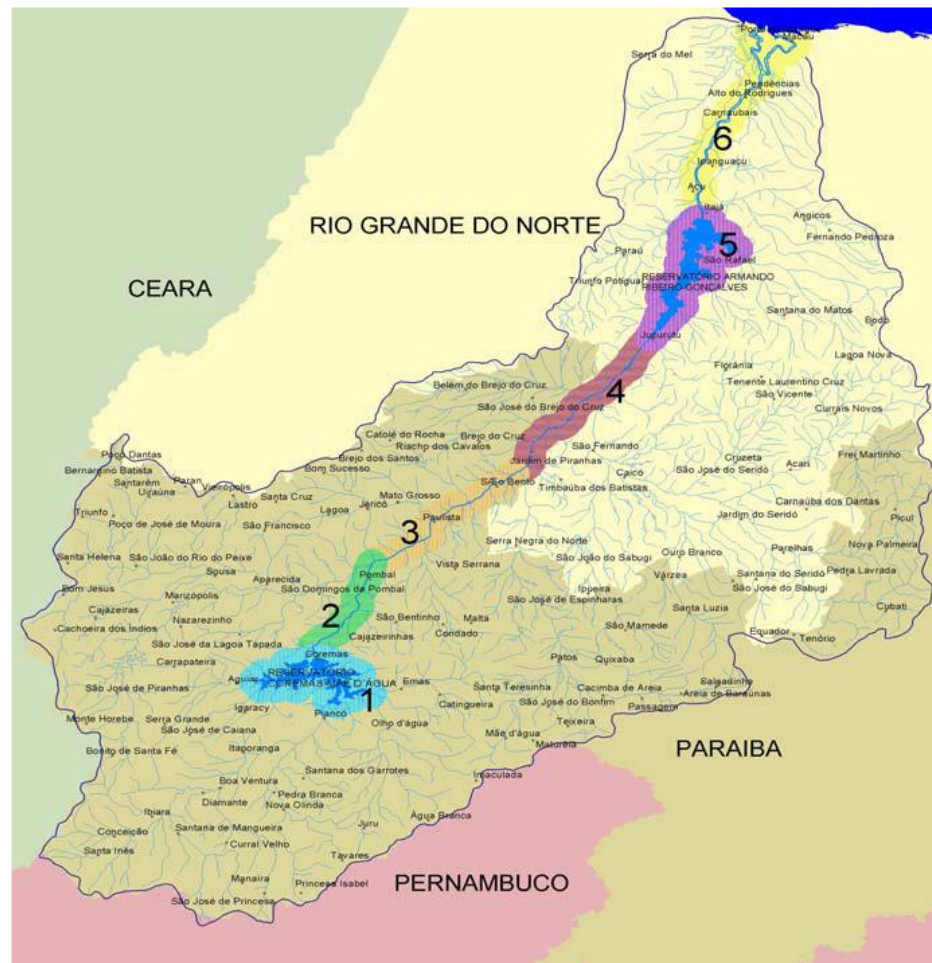 Macau
Serra do Mel
Pendências
Alto do Rodrigues
Carnaubais
6
Ipanguaçu
Açu
Itajá
Angicos
RIO GRANDE DO NORTE
Fernando Pedroza
5
Paraú
São Rafael
CEARA
RESERVATÓRIO ARMANDO
RIBEIRO GONÇALVES
Triunfo Potigua
Santana do Matos
Bodó
Jucurutu
Lagoa Nova
Florânia
Belém do Brejo do Cruz
4
Tenente Laurentino Cruz
São Vicente
São José do Brejo do Cruz
Currais Novos
Catolé do Rocha
Brejo do Cruz
Riacho dos Cavalos
São Fernando
Poço Dantas
Brejo dos Santos
Jardim de Piranhas
Cruzeta
Frei Martinho
Bernartino Batista
Bom Sucesso
Caicó
São José do Seridó
Acari
Santarém
Paran
Vieirópolis
São Bento
Timbaúba dos Batistas
Uiraúna
Lastro
Santa Cruz
Mato Grosso
Jericó
Carnaúba dos Dantas
Triunfo
Lagoa
Paulista
Jardim do Seridó
Picuí
Poço de José de Moura
São Francisco
3
Serra Negra do Norte
Nova Palmeira
Santa Helena
São João do Rio do Peixe
Vista Serrana
São João do Sabugi
Ouro Branco
Parelhas
Sousa
Aparecida
Pombal
Várzea
Santana do Seridó
Pedra Lavrada
Bom Jesus
São Domingos de Pombal
Ipueira
São José do Sabugi
Marizópolis
São José de Espinharas
Cajazeiras
Nazarezinho
2
São Bentinho
Malta
Santa Luzia
Cubati
Cachoeira dos Índios
Cajazeirinhas
Condado
São Mamede
Equador
Tenório
São José da Lagoa Tapada
Coremas
Carrapateira
Patos
Quixaba
Aguiar
RESERVATÓRIO
São José de Piranhas
Emas
Santa Teresinha
Cacimba de Areia
Salgadinho
Areia de Baraúnas
1
Catingueira
São José do Bonfim
Passagem
Igaracy
Piancó
Monte Horebe
Serra Grande
Olho d'água
Teixeira
São José de Caiana
Mãe d'água
Maturéia
PARAIBA
Bonito de Santa Fé
Itaporanga
Santana dos Garrotes
Imaculada
Boa Ventura
Pedra Branca
Diamante
Nova Olinda
Ibiara
Água Branca
Juru
Conceição
Santana de Mangueira
Curral Velho
Santa Inês
Tavares
Manaira
Princesa Isabel
PERNAMBUCO
São José de Princesa